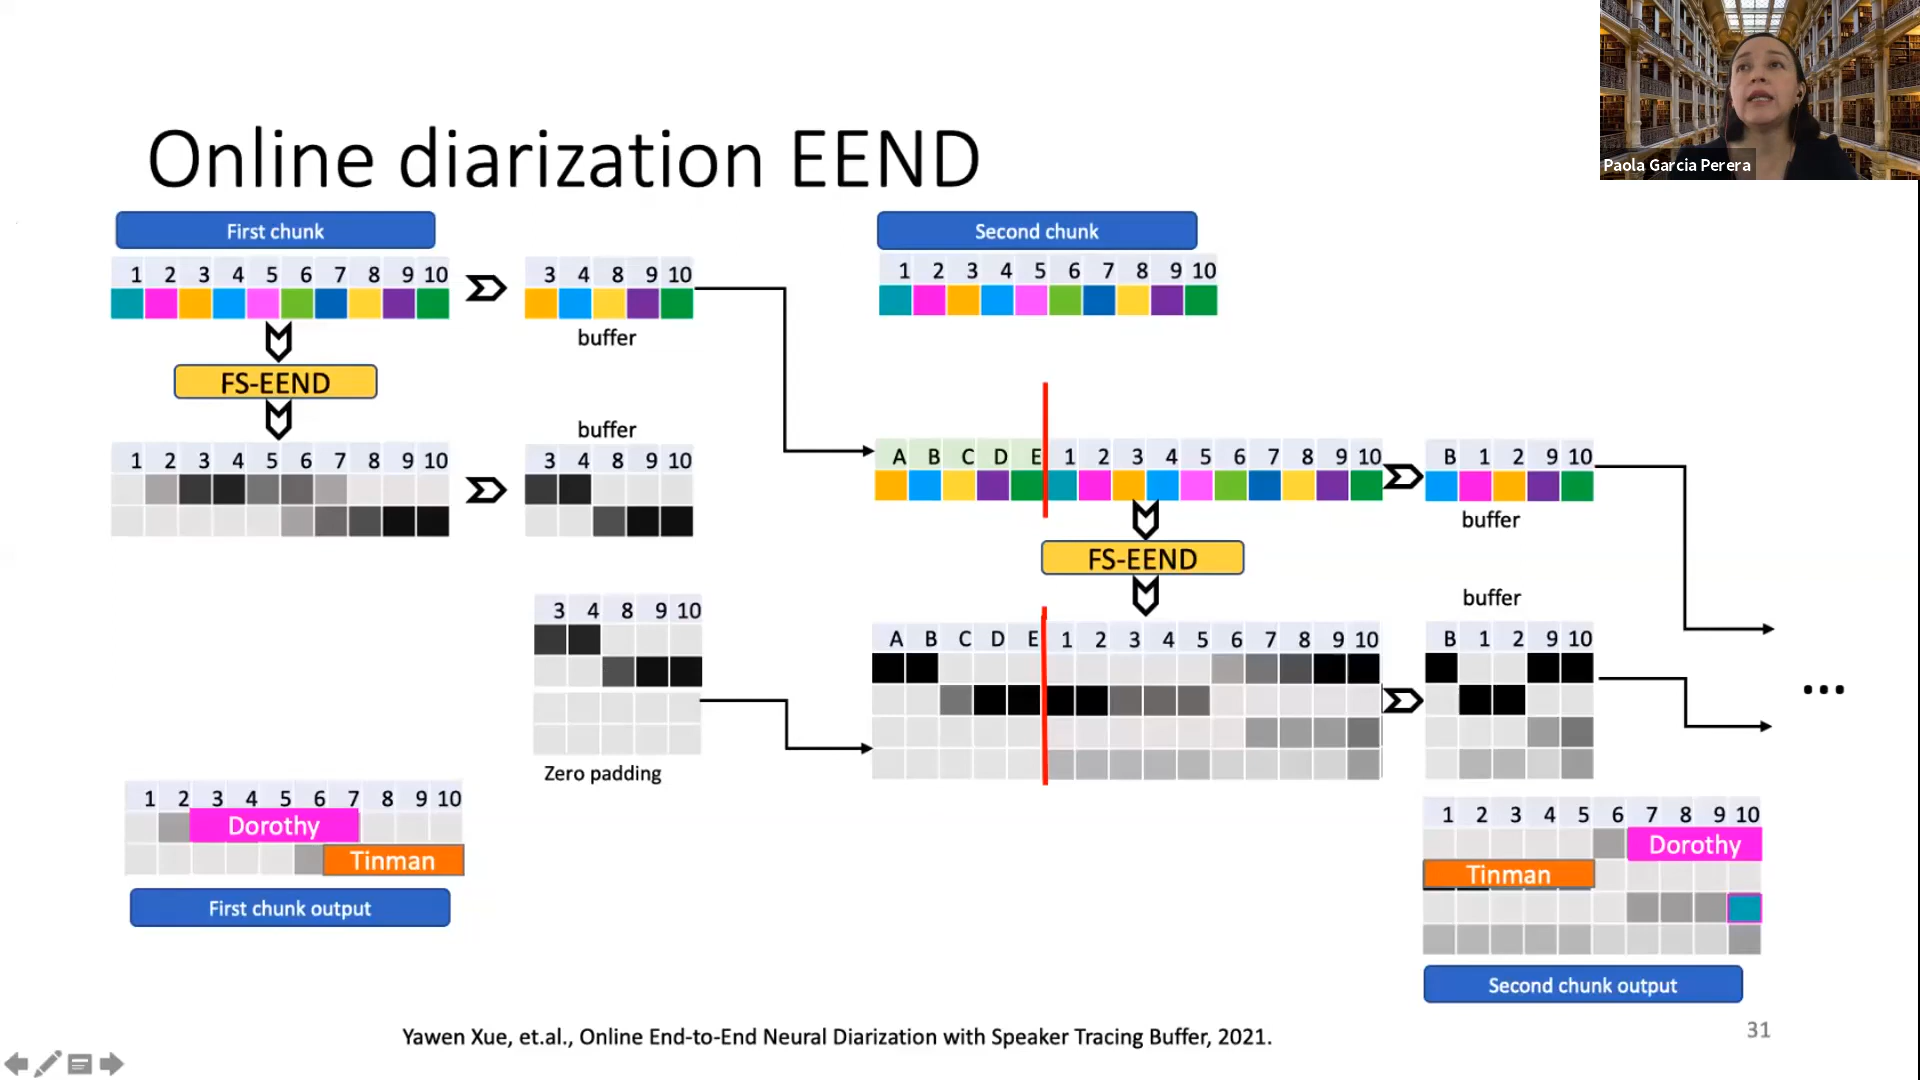 Paola Garcia Perera
Online diarization EEND
First chunk
1 2 3 4 5 6 7 8 9 10
3 4 8 9 10
buffer
FS-EEND
buffer
1 2 3 4 5 6 7 8 9 10
3 4 8 9 10
3 4 8 9 10
Zero padding
1 2 3 4 5 6 7 8 9 10
Dorothy
Tinman
First chunk output
Second chunk
1 2 3 4 5 6 7 8 9 10
A B C D E 1 2 3 4 5 6 7 8 9 10
B 1 2 9 10
buffer
FS-EEND
buffer
A B C D E 1 2 3 4 5 6 7 8 9 10
B 1 2 9 10
...
1 2 3 4 5 6 7 8 9 10
Dorothy
Tinman
Second chunk output
Yawen Xue, et.al., Online End-to-End Neural Diarization with Speaker Tracing Buffer, 2021.
31